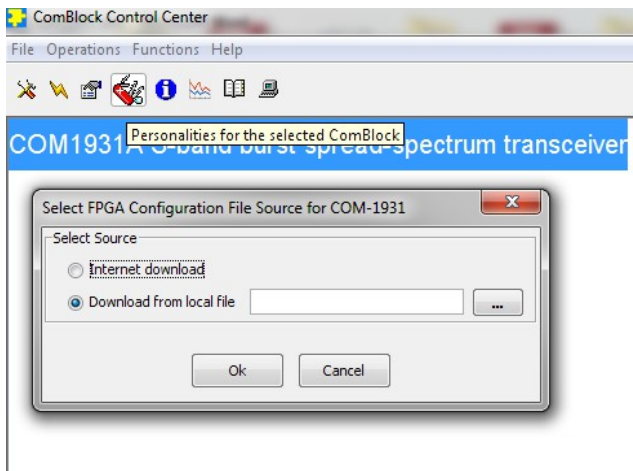 ComBlock Control Center
File Operations Functions Help
Personalities for the selected ComBlock
COM1931A S-band burst spread-spectrum transceiver
Select FPGA Configuration File Source for COM-1931
Select Source
Internet download
Download from local file ...
Ok Cancel